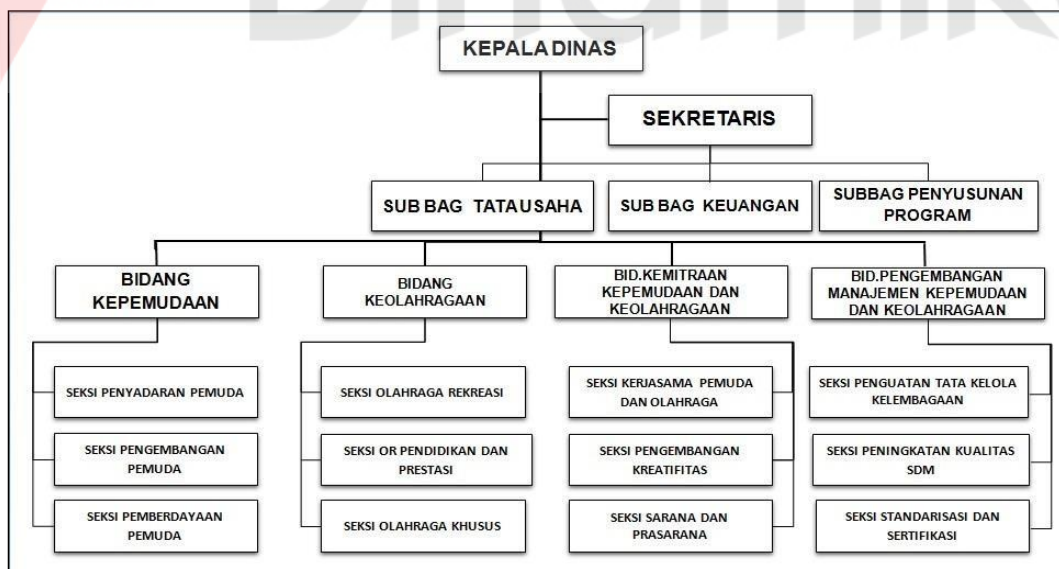 Dinamika
KEPALA DINAS
SEKRETARIS
SUB BAG TATA USAHA
SUB BAG KEUANGAN
SUBBAG PENYUSUNAN
PROGRAM
BIDANG
KEPEMUDAAN
BIDANG
KEOLAHRAGAAN
BID.KEMITRAAN
KEPEMUDAAN DAN
KEOLAHRAGAAN
BID.PENGEMBANGAN
MANAJEMEN KEPEMUDAAN
DAN KEOLAHRAGAAN
SEKSI PENYADARAN PEMUDA
SEKSI PENGEMBANGAN
PEMUDA
SEKSI PEMBERDAYAAN
PEMUDA
SEKSI OLAHRAGA REKREASI
SEKSI OR PENDIDIKAN DAN
PRESTASI
SEKSI OLAHRAGA KHUSUS
SEKSI KERJASAMA PEMUDA
DAN OLAHRAGA
SEKSI PENGEMBANGAN
KREATIFITAS
SEKSI SARANA DAN
PRASARANA
SEKSI PENGUATAN TATA KELOLA
KELEMBAGAAN
SEKSI PENINGKATAN KUALITAS
SDM
SEKSI STANDARISASI DAN
SERTIFIKASI